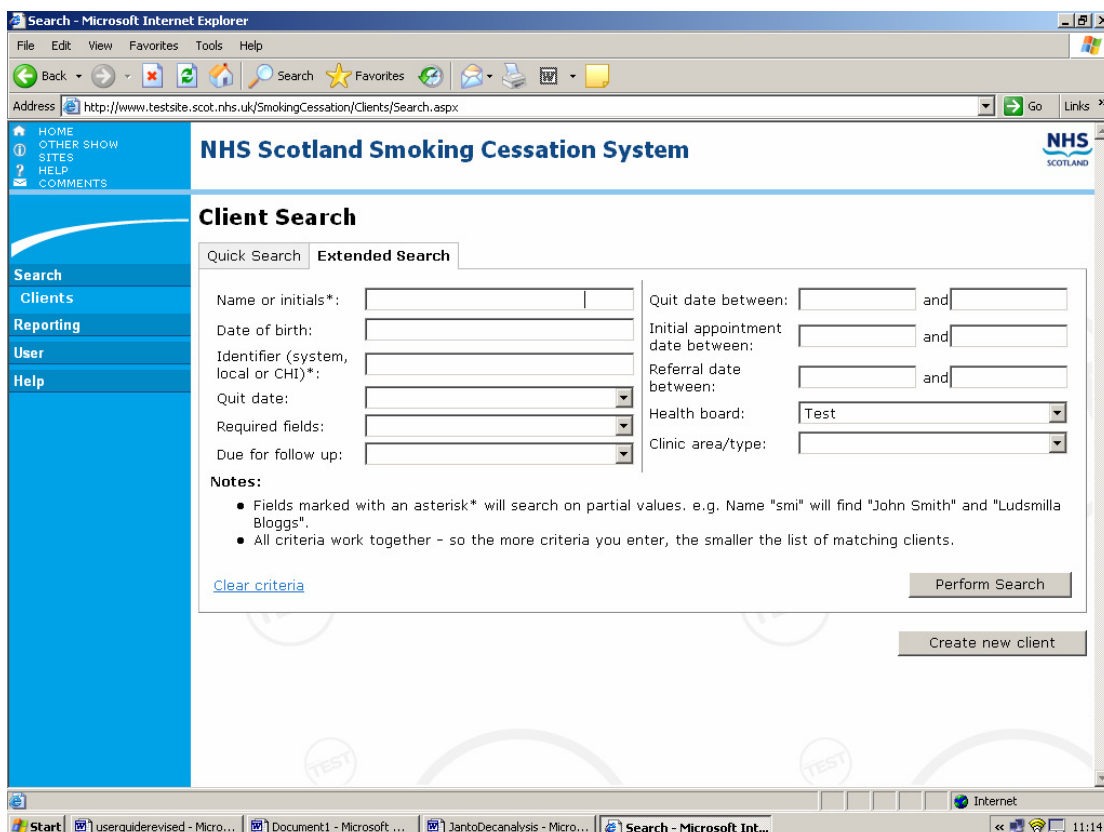 Search - Microsoft Internet Explorer
File Edit View Favorites Tools Help
Back Search Favorites
Address http://www.testsite.scot.nhs.uk/SmokingCessation/Clients/Search.aspx Go Links »
HOME
OTHER SHOW
SITES
HELP
COMMENTS
NHS Scotland Smoking Cessation System
NHS
SCOTLAND
Search
Clients
Reporting
User
Help
Client Search
Quick Search Extended Search
Name or initials*:
Date of birth:
Identifier (system,
local or CHI)*:
Quit date:
Required fields:
Due for follow up:
Quit date between: and
Initial appointment
date between: and
Referral date
between: and
Health board: Test
Clinic area/type:
Notes:
• Fields marked with an asterisk* will search on partial values. e.g. Name "smi" will find "John Smith" and "Ludsmilla
Bloggs".
• All criteria work together - so the more criteria you enter, the smaller the list of matching clients.
Clear criteria
Perform Search
Create new client
TEST TEST
TEST TEST
Internet
Start userguiderevised - Micro... Document1 - Microsoft ... JantoDecanalysis - Micro... Search - Microsoft Int... « 11:14